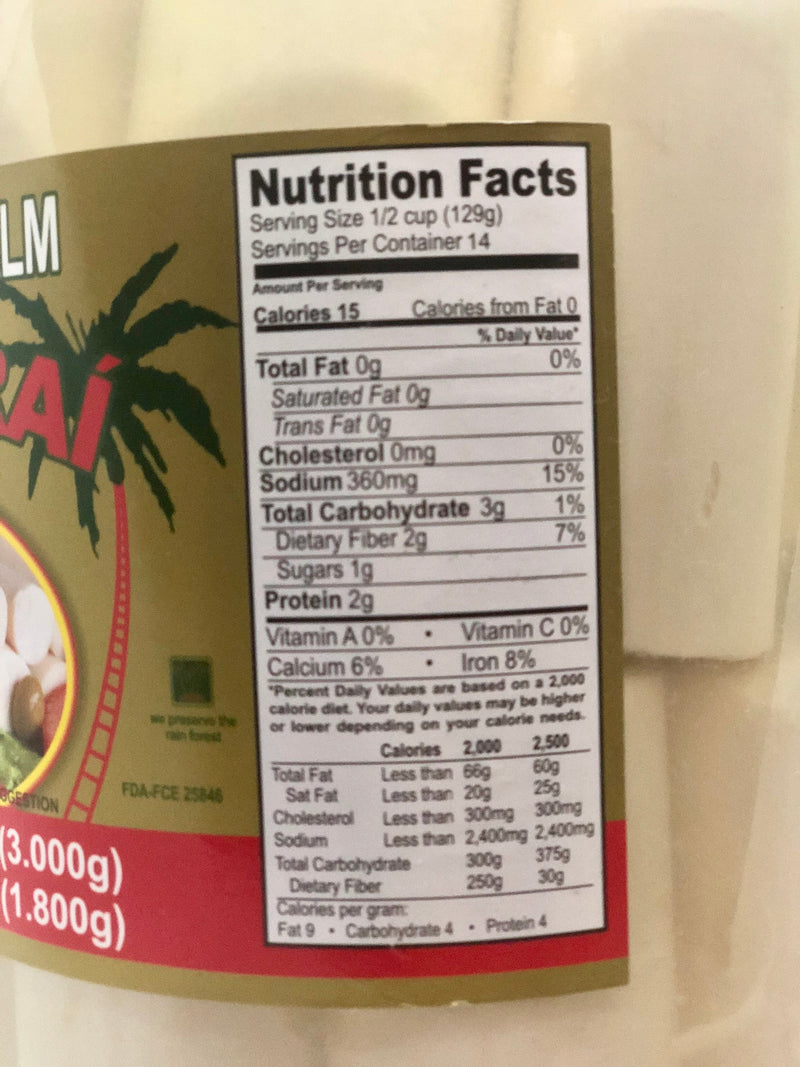 LM
AÍ
we preserve the
rain forest
FDA-FCE 25846
GGESTION
(3.000g)
(1.800g)
Nutrition Facts
Serving Size 1/2 cup (129g)
Servings Per Container 14
Amount Per Serving
Calories 15 Calories from Fat 0
% Daily Value*
Total Fat 0g 0%
Saturated Fat 0g
Trans Fat 0g
Cholesterol 0mg 0%
Sodium 360mg 15%
Total Carbohydrate 3g 1%
Dietary Fiber 2g 7%
Sugars 1g
Protein 2g
Vitamin A 0% • Vitamin C 0%
Calcium 6% • Iron 8%
*Percent Daily Values are based on a 2,000
calorie diet. Your daily values may be higher
or lower depending on your calorie needs.
Calories 2,000 2,500
Total Fat Less than 66g 60g
Sat Fat Less than 20g 25g
Cholesterol Less than 300mg 300mg
Sodium Less than 2,400mg 2,400mg
Total Carbohydrate 300g 375g
Dietary Fiber 250g 30g
Calories per gram:
Fat 9 • Carbohydrate 4 • Protein 4